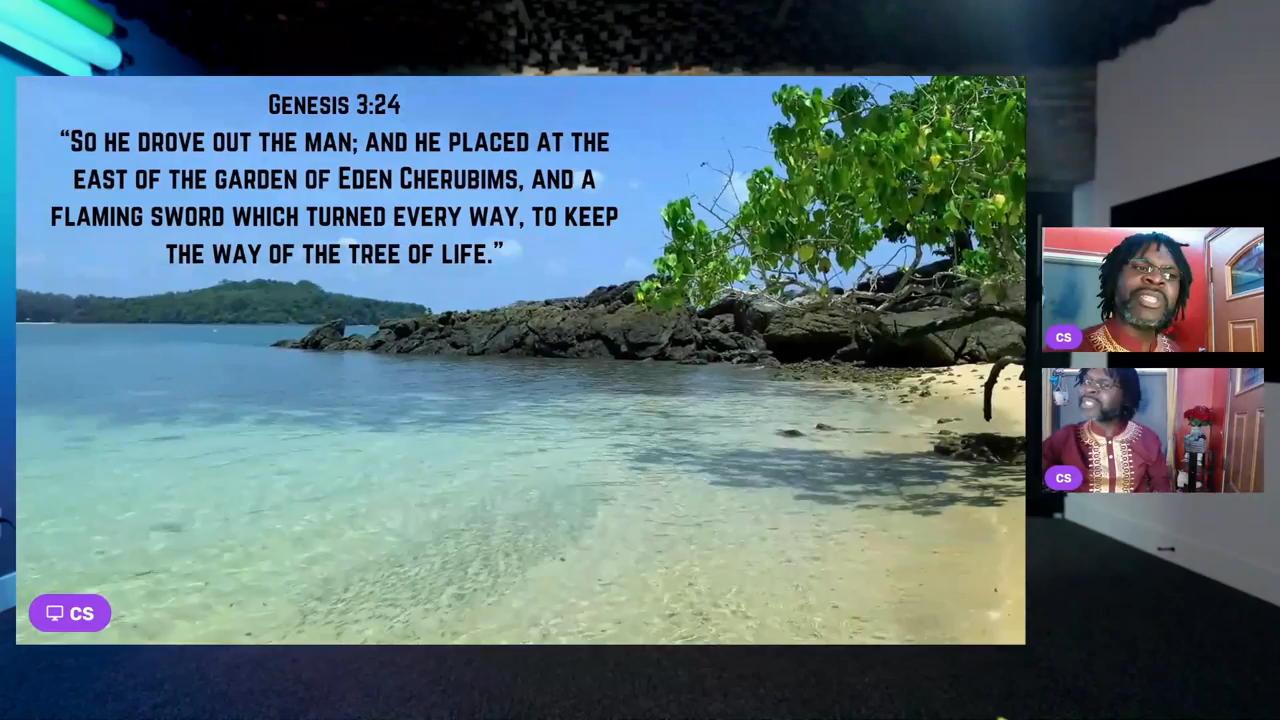 Genesis 3:24
“So he drove out the man; and he placed at the
east of the garden of Eden Cherubims, and a
flaming sword which turned every way, to keep
the way of the tree of life.”
CS
CS
CS